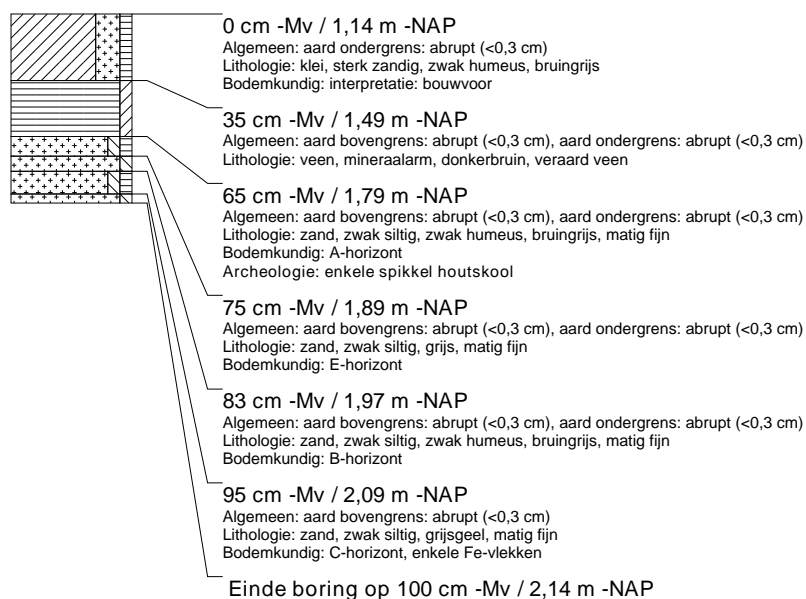 0 cm -Mv / 1,14 m -NAP
Algemeen: aard ondergrens: abrupt (<0,3 cm)
Lithologie: klei, sterk zandig, zwak humeus, bruingrijs
Bodemkundig: interpretatie: bouwvoor
35 cm -Mv / 1,49 m -NAP
Algemeen: aard bovengrens: abrupt (<0,3 cm), aard ondergrens: abrupt (<0,3 cm)
Lithologie: veen, mineraalarm, donkerbruin, veraard veen
65 cm -Mv / 1,79 m -NAP
Algemeen: aard bovengrens: abrupt (<0,3 cm), aard ondergrens: abrupt (<0,3 cm)
Lithologie: zand, zwak siltig, zwak humeus, bruingrijs, matig fijn
Bodemkundig: A-horizont
Archeologie: enkele spikkel houtskool
75 cm -Mv / 1,89 m -NAP
Algemeen: aard bovengrens: abrupt (<0,3 cm), aard ondergrens: abrupt (<0,3 cm)
Lithologie: zand, zwak siltig, grijs, matig fijn
Bodemkundig: E-horizont
83 cm -Mv / 1,97 m -NAP
Algemeen: aard bovengrens: abrupt (<0,3 cm), aard ondergrens: abrupt (<0,3 cm)
Lithologie: zand, zwak siltig, zwak humeus, bruingrijs, matig fijn
Bodemkundig: B-horizont
95 cm -Mv / 2,09 m -NAP
Algemeen: aard bovengrens: abrupt (<0,3 cm)
Lithologie: zand, zwak siltig, grijsgeel, matig fijn
Bodemkundig: C-horizont, enkele Fe-vlekken
Einde boring op 100 cm -Mv / 2,14 m -NAP